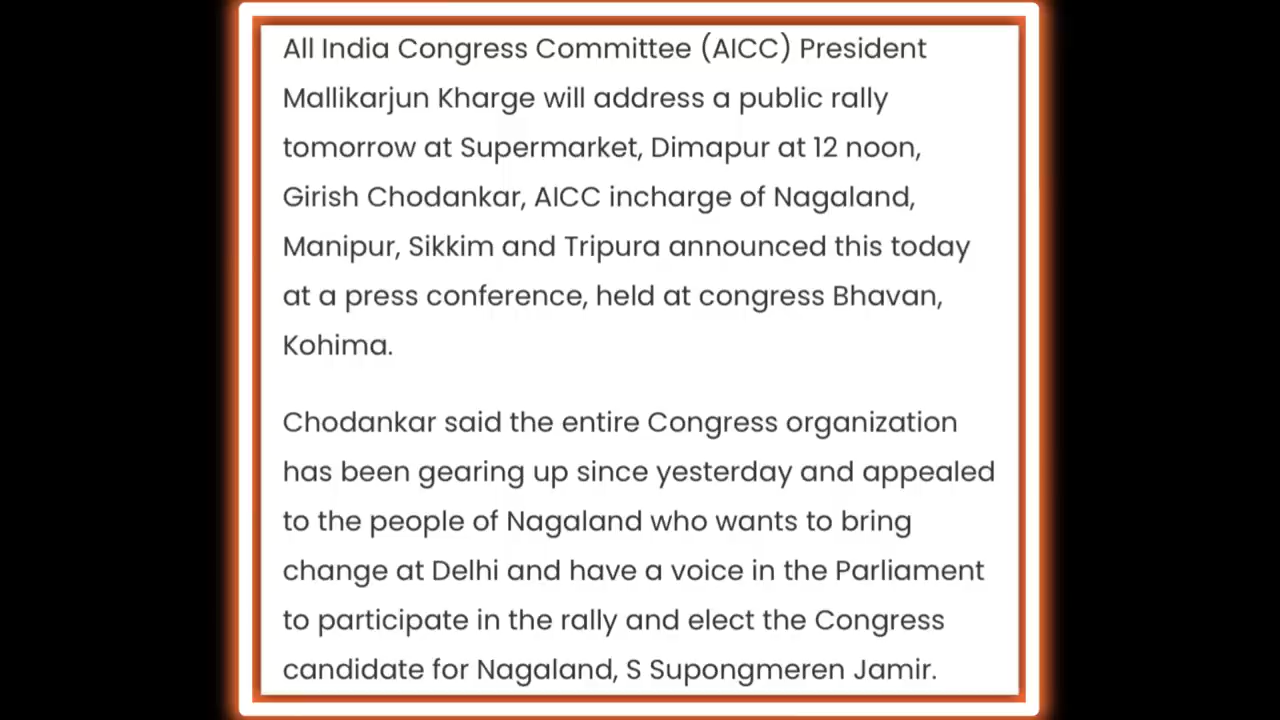 All India Congress Committee (AICC) President
Mallikarjun Kharge will address a public rally
tomorrow at Supermarket, Dimapur at 12 noon,
Girish Chodankar, AICC incharge of Nagaland,
Manipur, Sikkim and Tripura announced this today
at a press conference, held at congress Bhavan,
Kohima.
Chodankar said the entire Congress organization
has been gearing up since yesterday and appealed
to the people of Nagaland who wants to bring
change at Delhi and have a voice in the Parliament
to participate in the rally and elect the Congress
candidate for Nagaland, S Supongmeren Jamir.